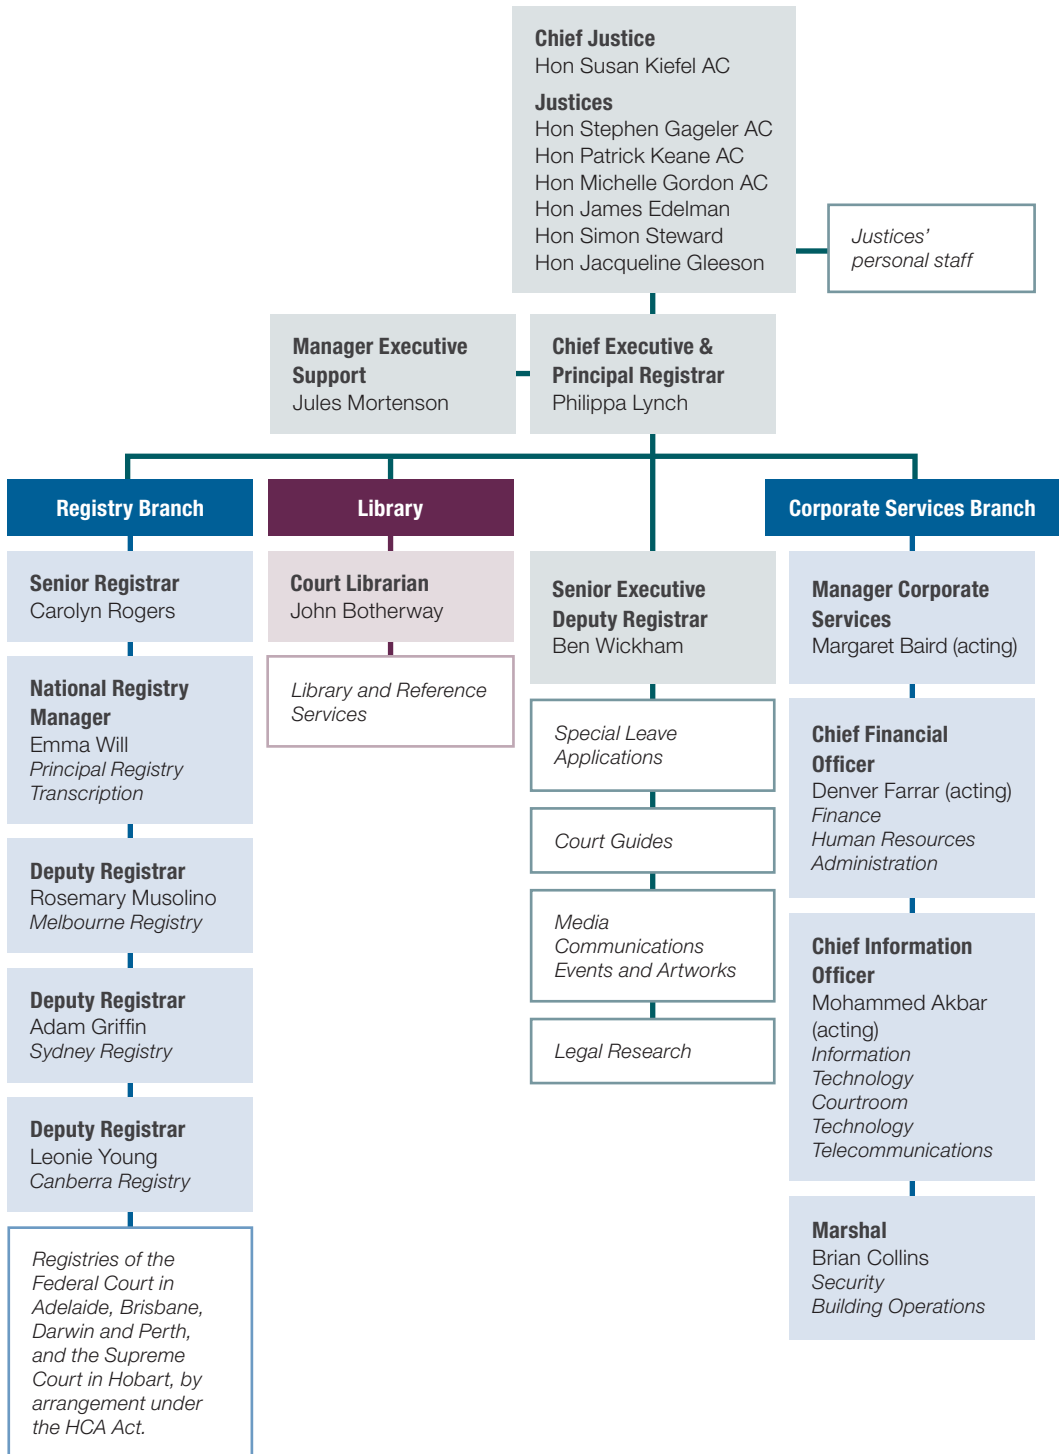 Chief Justice
Hon Susan Kiefel AC
Justices
Hon Stephen Gageler AC
Hon Patrick Keane AC
Hon Michelle Gordon AC
Hon James Edelman
Hon Simon Steward
Hon Jacqueline Gleeson
Justices’
personal staff
Manager Executive
Support
Jules Mortenson
Chief Executive &
Principal Registrar
Philippa Lynch
Registry Branch
Senior Registrar
Carolyn Rogers
National Registry
Manager
Emma Will
Principal Registry
Transcription
Deputy Registrar
Rosemary Musolino
Melbourne Registry
Deputy Registrar
Adam Griffin
Sydney Registry
Deputy Registrar
Leonie Young
Canberra Registry
Registries of the
Federal Court in
Adelaide, Brisbane,
Darwin and Perth,
and the Supreme
Court in Hobart, by
arrangement under
the HCA Act.
Library
Court Librarian
John Botherway
Library and Reference
Services
Senior Executive
Deputy Registrar
Ben Wickham
Special Leave
Applications
Court Guides
Media
Communications
Events and Artworks
Legal Research
Corporate Services Branch
Manager Corporate
Services
Margaret Baird (acting)
Chief Financial
Officer
Denver Farrar (acting)
Finance
Human Resources
Administration
Chief Information
Officer
Mohammed Akbar
(acting)
Information
Technology
Courtroom
Technology
Telecommunications
Marshal
Brian Collins
Security
Building Operations